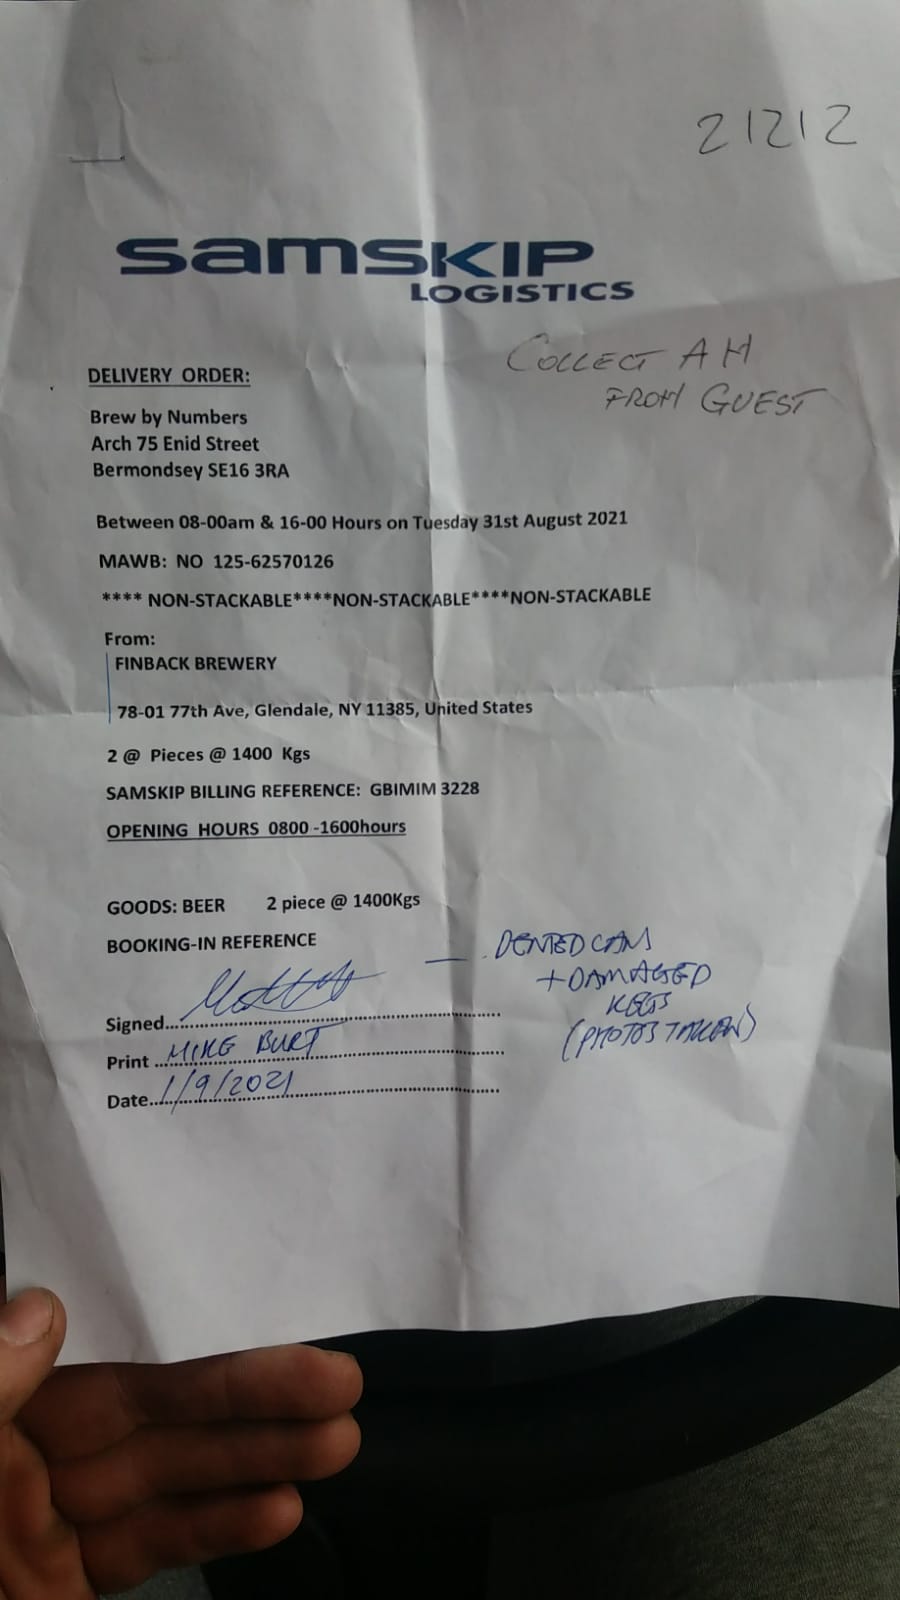 21212
SAMSKIP
LOGISTICS
COLLECT AM
FROM GUEST
DELIVERY ORDER:
Brew by Numbers
Arch 75 Enid Street
Bermondsey SE16 3RA
Between 08-00am & 16-00 Hours on Tuesday 31st August 2021
MAWB: NO 125-62570126
**** NON-STACKABLE****NON-STACKABLE****NON-STACKABLE
From:
FINBACK BREWERY
78-01 77th Ave, Glendale, NY 11385, United States
2 @ Pieces @ 1400 Kgs
SAMSKIP BILLING REFERENCE: GBIMIM 3228
OPENING HOURS 0800 -1600hours
GOODS: BEER 2 piece @ 1400Kgs
BOOKING-IN REFERENCE
— DENTED CANS
+ DAMAGED
KEGS
(PHOTOS TAKEN)
Signed....
Print .... MIKE BURT
Date.... 1/9/2021